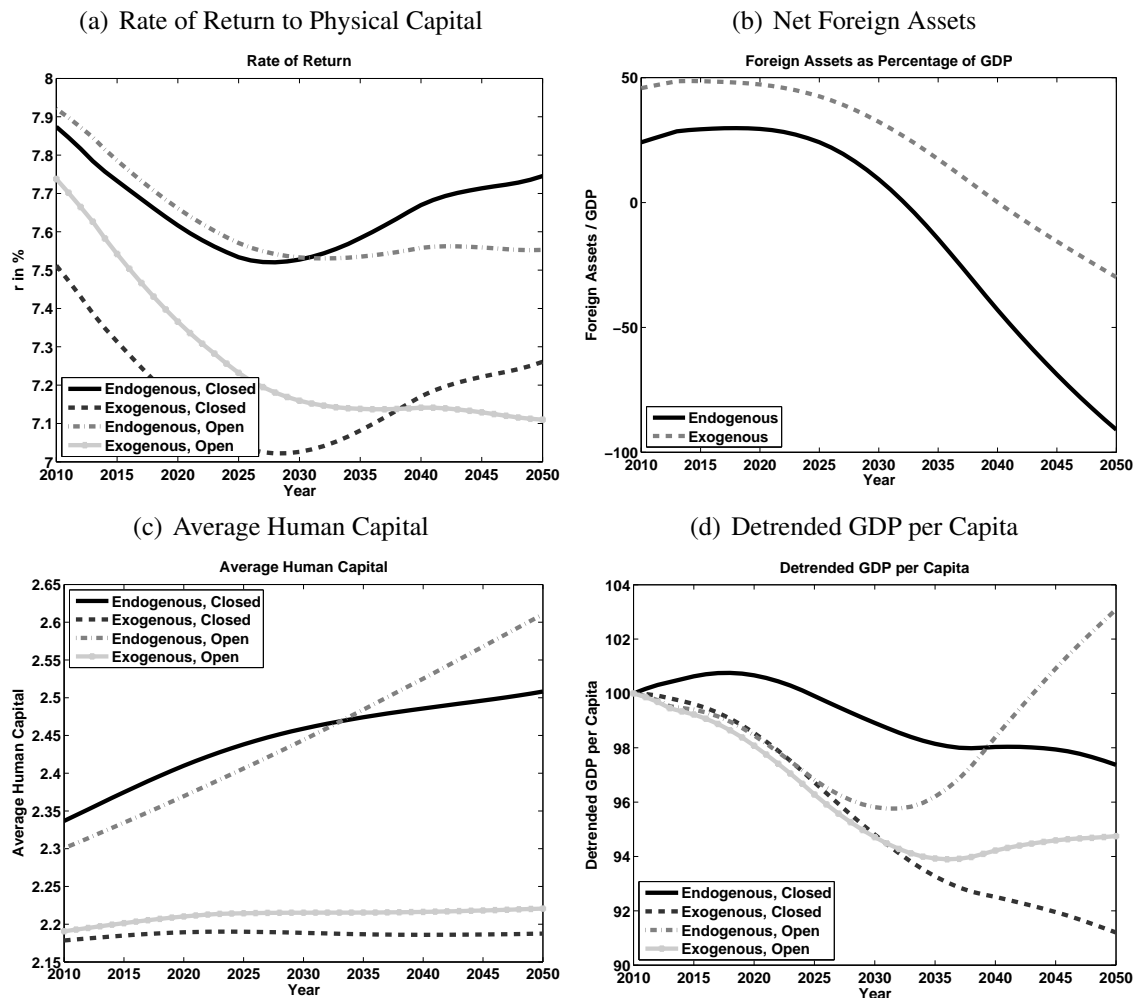 (a) Rate of Return to Physical Capital
Rate of Return
8
7.9
7.8
7.7
7.6
7.5
7.4
7.3
7.2
7.1
7
r in %
Endogenous, Closed
Exogenous, Closed
Endogenous, Open
Exogenous, Open
2010 2015 2020 2025 2030 2035 2040 2045 2050
Year
(b) Net Foreign Assets
Foreign Assets as Percentage of GDP
50
0
−50
−100
Foreign Assets / GDP
Endogenous
Exogenous
2010 2015 2020 2025 2030 2035 2040 2045 2050
Year
(c) Average Human Capital
Average Human Capital
2.65
2.6
2.55
2.5
2.45
2.4
2.35
2.3
2.25
2.2
2.15
Average Human Capital
Endogenous, Closed
Exogenous, Closed
Endogenous, Open
Exogenous, Open
2010 2015 2020 2025 2030 2035 2040 2045 2050
Year
(d) Detrended GDP per Capita
Detrended GDP per Capita
104
102
100
98
96
94
92
90
Detrended GDP per Capita
Endogenous, Closed
Exogenous, Closed
Endogenous, Open
Exogenous, Open
2010 2015 2020 2025 2030 2035 2040 2045 2050
Year